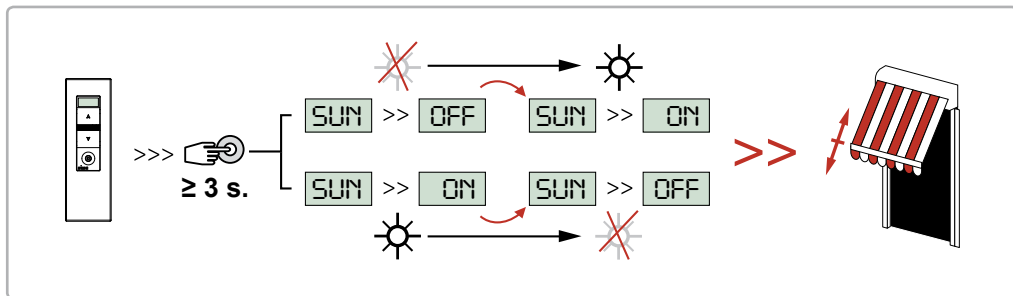 SUN >> OFF SUN >> ON
>>> >>
≥ 3 s.
SUN >> ON SUN >> OFF